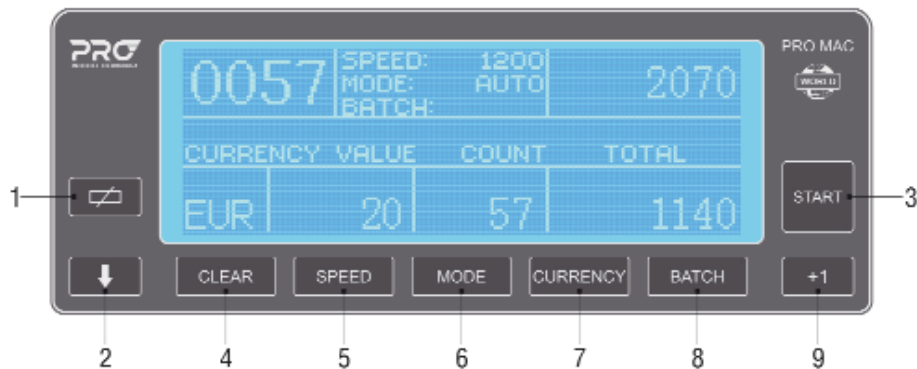 PRO
PRO MAC
WORLD
0057
SPEED: 1200
MODE: AUTO
BATCH:
2070
CURRENCY VALUE COUNT TOTAL
EUR 20 57 1140
1
START
3
CLEAR SPEED MODE CURRENCY BATCH +1
2 4 5 6 7 8 9